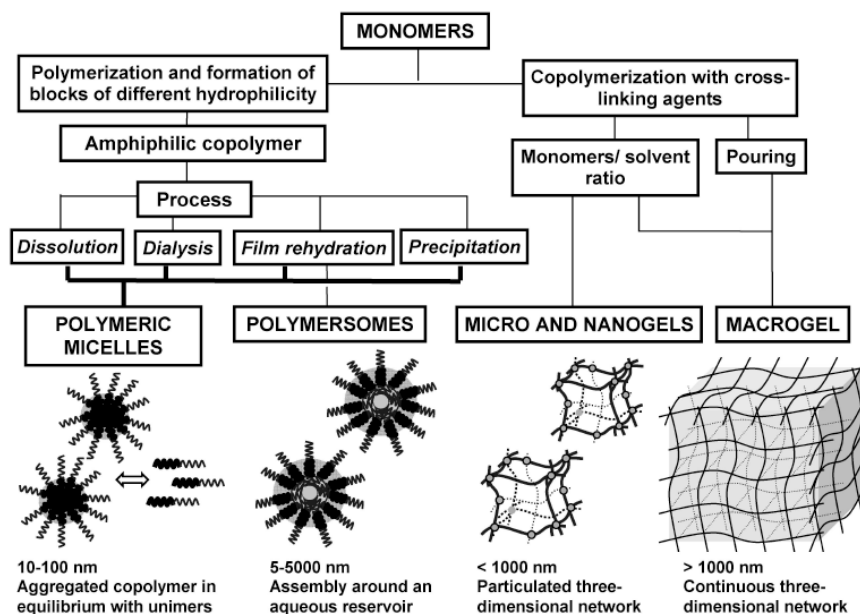 MONOMERS
Polymerization and formation of
blocks of different hydrophilicity
Copolymerization with cross-
linking agents
Amphiphilic copolymer
Monomers/ solvent
ratio
Pouring
Process
Dissolution
Dialysis
Film rehydration
Precipitation
POLYMERIC
MICELLES
POLYMERSOMES
MICRO AND NANOGELS
MACROGEL
10-100 nm
Aggregated copolymer in
equilibrium with unimers
5-5000 nm
Assembly around an
aqueous reservoir
< 1000 nm
Particulated three-
dimensional network
> 1000 nm
Continuous three-
dimensional network